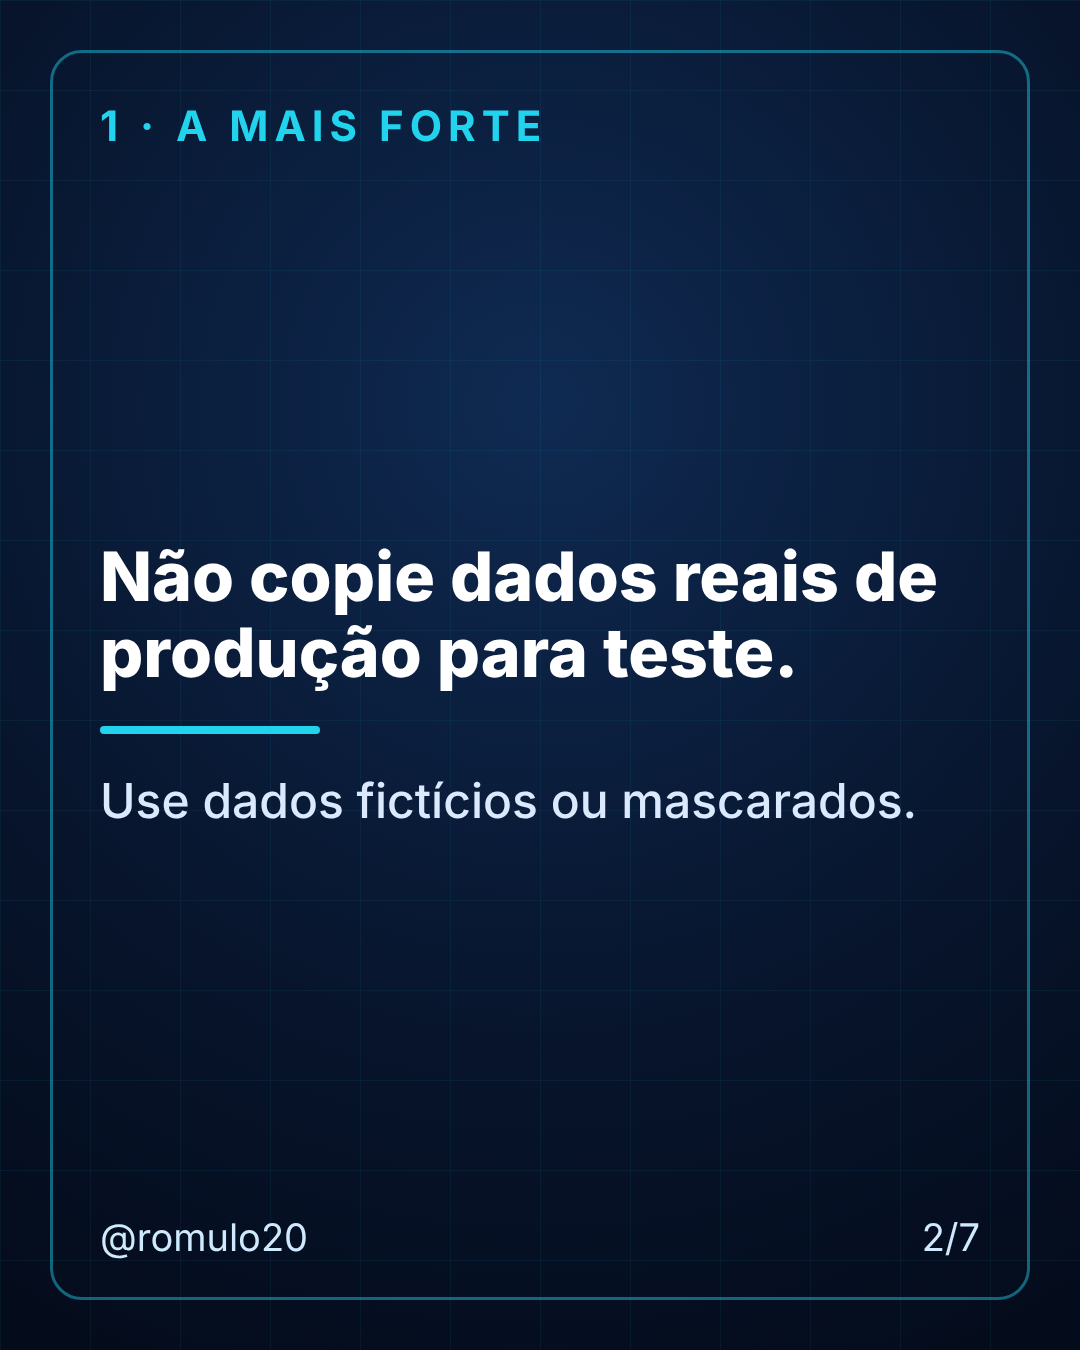 1 · A MAIS FORTE
Não copie dados reais de
produção para teste.
Use dados fictícios ou mascarados.
@romulo20
2/7